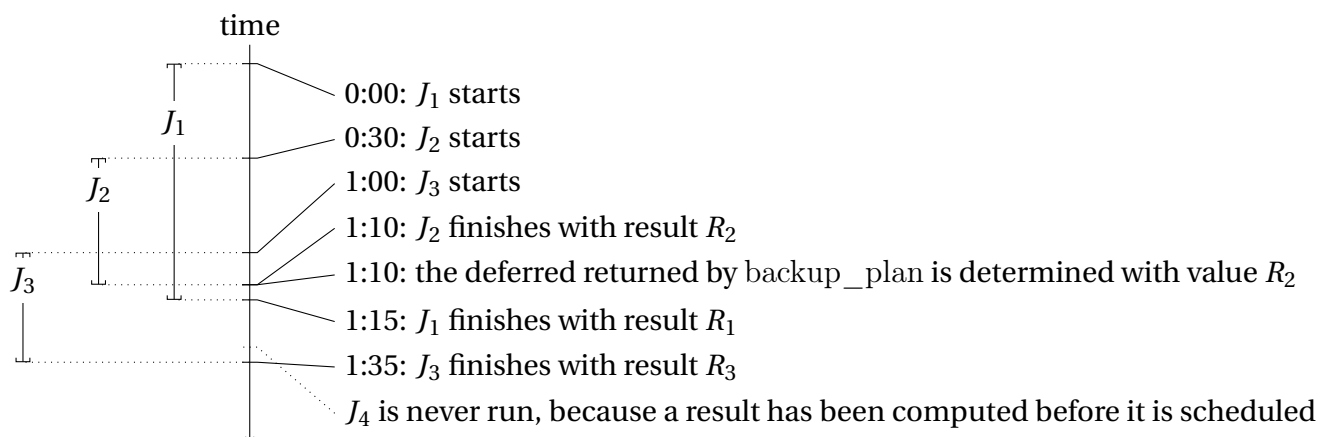 time
0:00: J₁ starts
J₁
0:30: J₂ starts
1:00: J₃ starts
J₂
1:10: J₂ finishes with result R₂
J₃
1:10: the deferred returned by backup_plan is determined with value R₂
1:15: J₁ finishes with result R₁
1:35: J₃ finishes with result R₃
J₄ is never run, because a result has been computed before it is scheduled